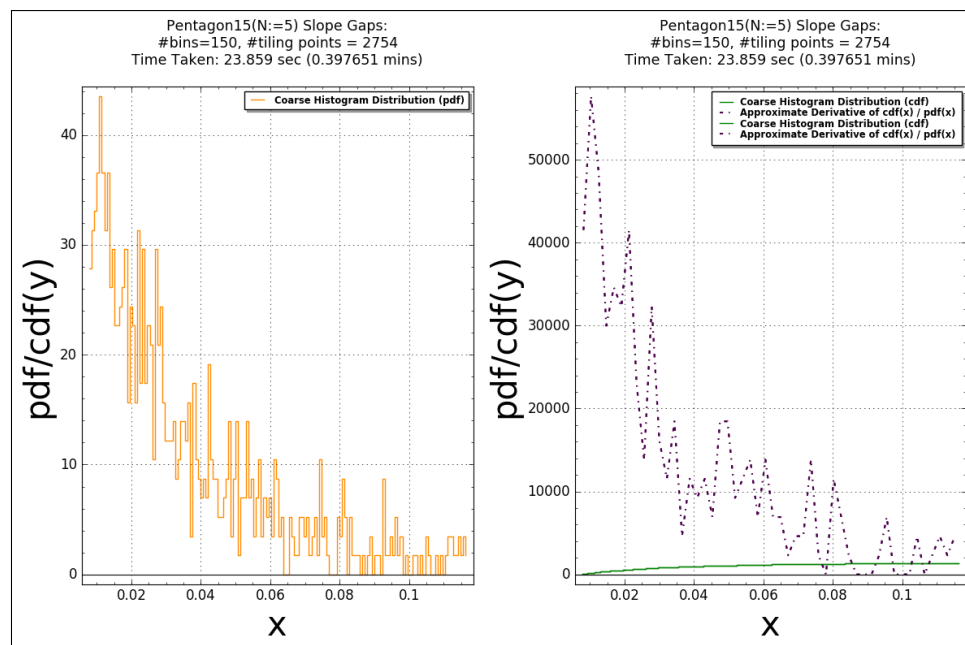 Pentagon15(N:=5) Slope Gaps:
#bins=150, #tiling points = 2754
Time Taken: 23.859 sec (0.397651 mins)
Coarse Histogram Distribution (pdf)
40
30
20
10
0
pdf/cdf(y)
0.02 0.04 0.06 0.08 0.1
x
Pentagon15(N:=5) Slope Gaps:
#bins=150, #tiling points = 2754
Time Taken: 23.859 sec (0.397651 mins)
Coarse Histogram Distribution (cdf)
Approximate Derivative of cdf(x) / pdf(x)
Coarse Histogram Distribution (cdf)
Approximate Derivative of cdf(x) / pdf(x)
50000
40000
30000
20000
10000
0
pdf/cdf(y)
0.02 0.04 0.06 0.08 0.1
x